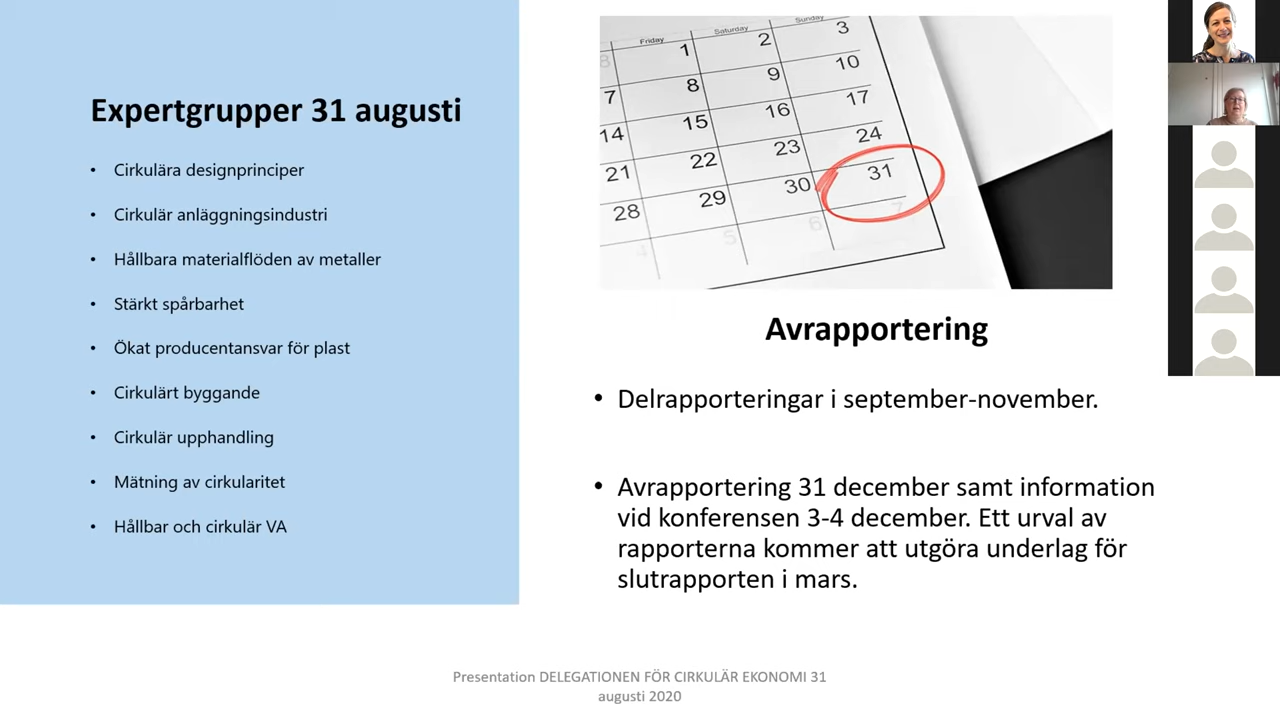 Expertgrupper 31 augusti
• Cirkulära designprinciper
• Cirkulär anläggningsindustri
• Hållbara materialflöden av metaller
• Stärkt spårbarhet
• Ökat producentansvar för plast
• Cirkulärt byggande
• Cirkulär upphandling
• Mätning av cirkularitet
• Hållbar och cirkulär VA
Friday Saturday Sunday
1 2 3
7 8 9 10
14 15 16 17
21 22 23 24
28 29 30 31
4 5 6 7
Avrapportering
• Delrapporteringar i september-november.
• Avrapportering 31 december samt information
vid konferensen 3-4 december. Ett urval av
rapporterna kommer att utgöra underlag för
slutrapporten i mars.
Presentation DELEGATIONEN FÖR CIRKULÄR EKONOMI 31
augusti 2020